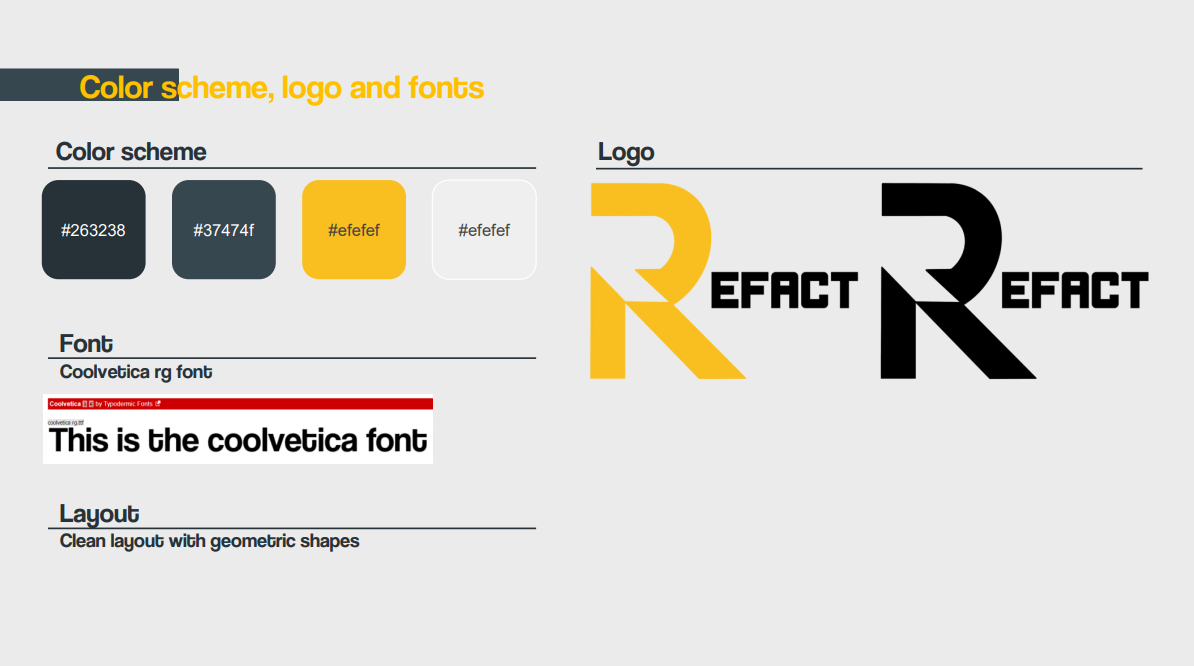 Color scheme, logo and fonts
Color scheme
#263238
#37474f
#efefef
#efefef
Font
Coolvetica rg font
Coolvetica by Typodermic Fonts
coolvetica rg.ttf
This is the coolvetica font
Layout
Clean layout with geometric shapes
Logo
REFACT
REFACT